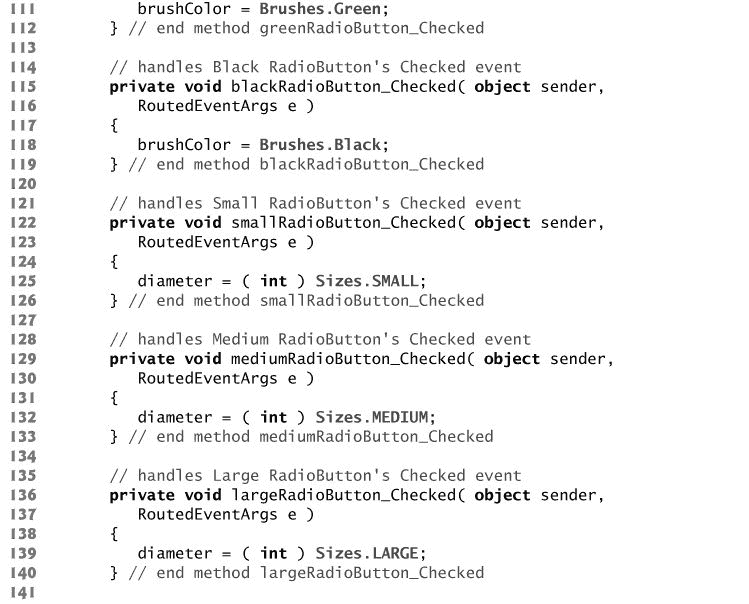 111          brushColor = Brushes.Green;
112       } // end method greenRadioButton_Checked
113
114       // handles Black RadioButton's Checked event
115       private void blackRadioButton_Checked( object sender,
116          RoutedEventArgs e )
117       {
118          brushColor = Brushes.Black;
119       } // end method blackRadioButton_Checked
120
121       // handles Small RadioButton's Checked event
122       private void smallRadioButton_Checked( object sender,
123          RoutedEventArgs e )
124       {
125          diameter = ( int ) Sizes.SMALL;
126       } // end method smallRadioButton_Checked
127
128       // handles Medium RadioButton's Checked event
129       private void mediumRadioButton_Checked( object sender,
130          RoutedEventArgs e )
131       {
132          diameter = ( int ) Sizes.MEDIUM;
133       } // end method mediumRadioButton_Checked
134
135       // handles Large RadioButton's Checked event
136       private void largeRadioButton_Checked( object sender,
137          RoutedEventArgs e )
138       {
139          diameter = ( int ) Sizes.LARGE;
140       } // end method largeRadioButton_Checked
141